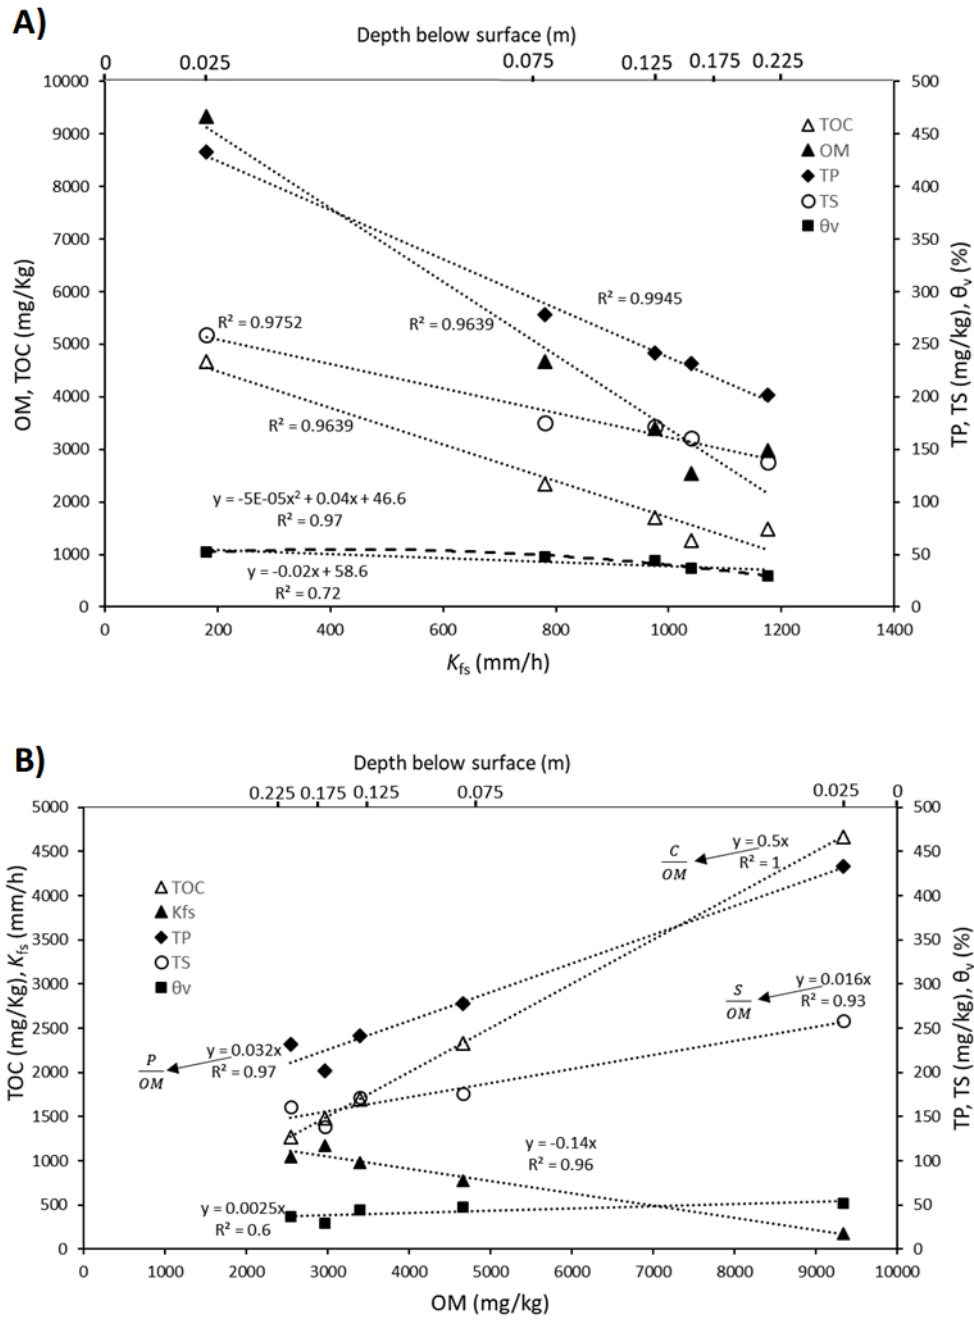 A)
Depth below surface (m)
0 0.025 0.075 0.125 0.175 0.225
10000
9000
8000
7000
6000
5000
4000
3000
2000
1000
0
OM, TOC (mg/Kg)
500
450
400
350
300
250
200
150
100
50
0
TP, TS (mg/kg), θv (%)
TOC
OM
TP
TS
θv
R² = 0.9945
R² = 0.9752
R² = 0.9639
R² = 0.9639
y = -5E-05x² + 0.04x + 46.6
R² = 0.97
y = -0.02x + 58.6
R² = 0.72
0 200 400 600 800 1000 1200 1400
Kfs (mm/h)
B)
Depth below surface (m)
0.225 0.175 0.125 0.075 0.025 0
5000
4500
4000
3500
3000
2500
2000
1500
1000
500
0
TOC (mg/Kg), Kfs (mm/h)
500
450
400
350
300
250
200
150
100
50
0
TP, TS (mg/kg), θv (%)
TOC
Kfs
TP
TS
θv
C
OM
y = 0.5x
R² = 1
S
OM
y = 0.016x
R² = 0.93
P
OM
y = 0.032x
R² = 0.97
y = -0.14x
R² = 0.96
y = 0.0025x
R² = 0.6
0 1000 2000 3000 4000 5000 6000 7000 8000 9000 10000
OM (mg/kg)